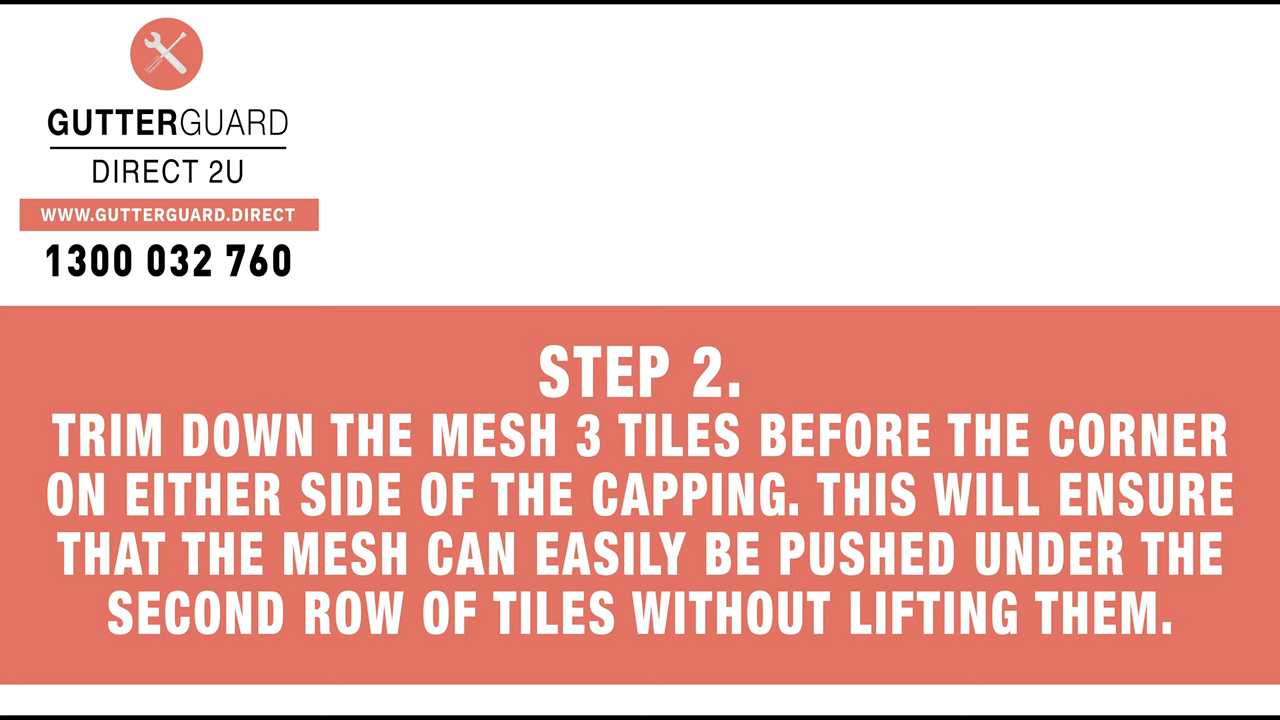 GUTTERGUARD
DIRECT 2U
WWW.GUTTERGUARD.DIRECT
1300 032 760
STEP 2.
TRIM DOWN THE MESH 3 TILES BEFORE THE CORNER
ON EITHER SIDE OF THE CAPPING. THIS WILL ENSURE
THAT THE MESH CAN EASILY BE PUSHED UNDER THE
SECOND ROW OF TILES WITHOUT LIFTING THEM.